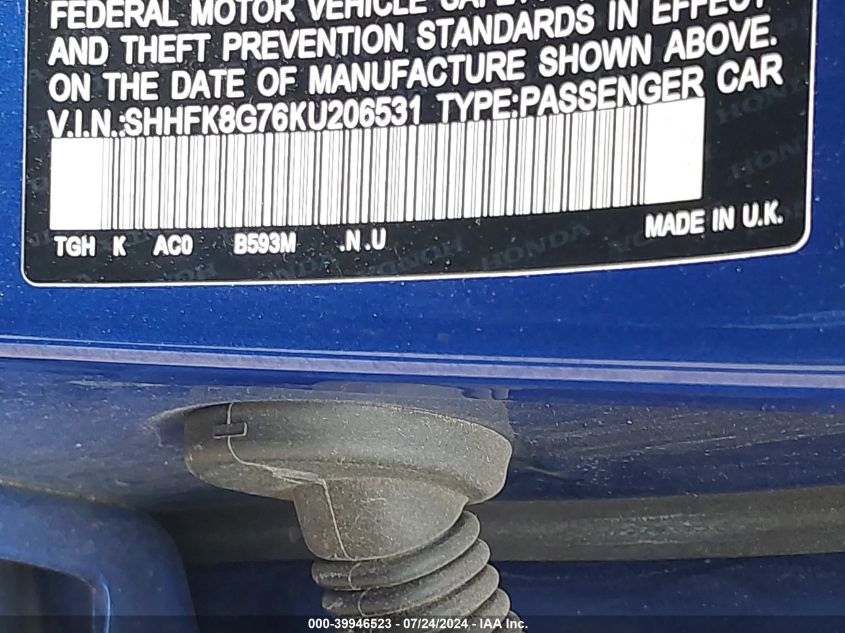 FEDERAL MOTOR VEHICLE
AND THEFT PREVENTION STANDARDS IN EFFECT
ON THE DATE OF MANUFACTURE SHOWN ABOVE.
V.I.N.:SHHFK8G76KU206531 TYPE:PASSENGER CAR
TGH K AC0 B593M .N .U MADE IN U.K.
000-39946523 / 07/24/2024 - IAA Inc.